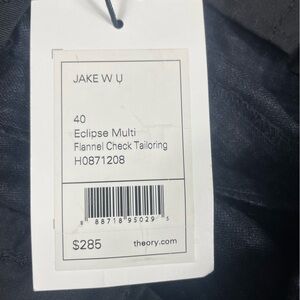 JAKE W U
40
Eclipse Multi
Flannel Check Tailoring
H0871208
8 88718 95029 5
$285 theory.com